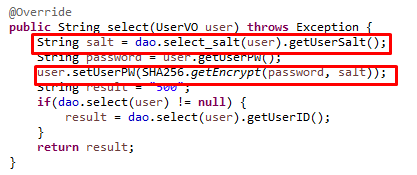 @Override
public String select(UserVO user) throws Exception {
String salt = dao.select_salt(user).getUserSalt();
String password = user.getUserPW();
user.setUserPW(SHA256.getEncrypt(password, salt));
String result = "500";
if(dao.select(user) != null) {
result = dao.select(user).getUserID();
}
return result;
}